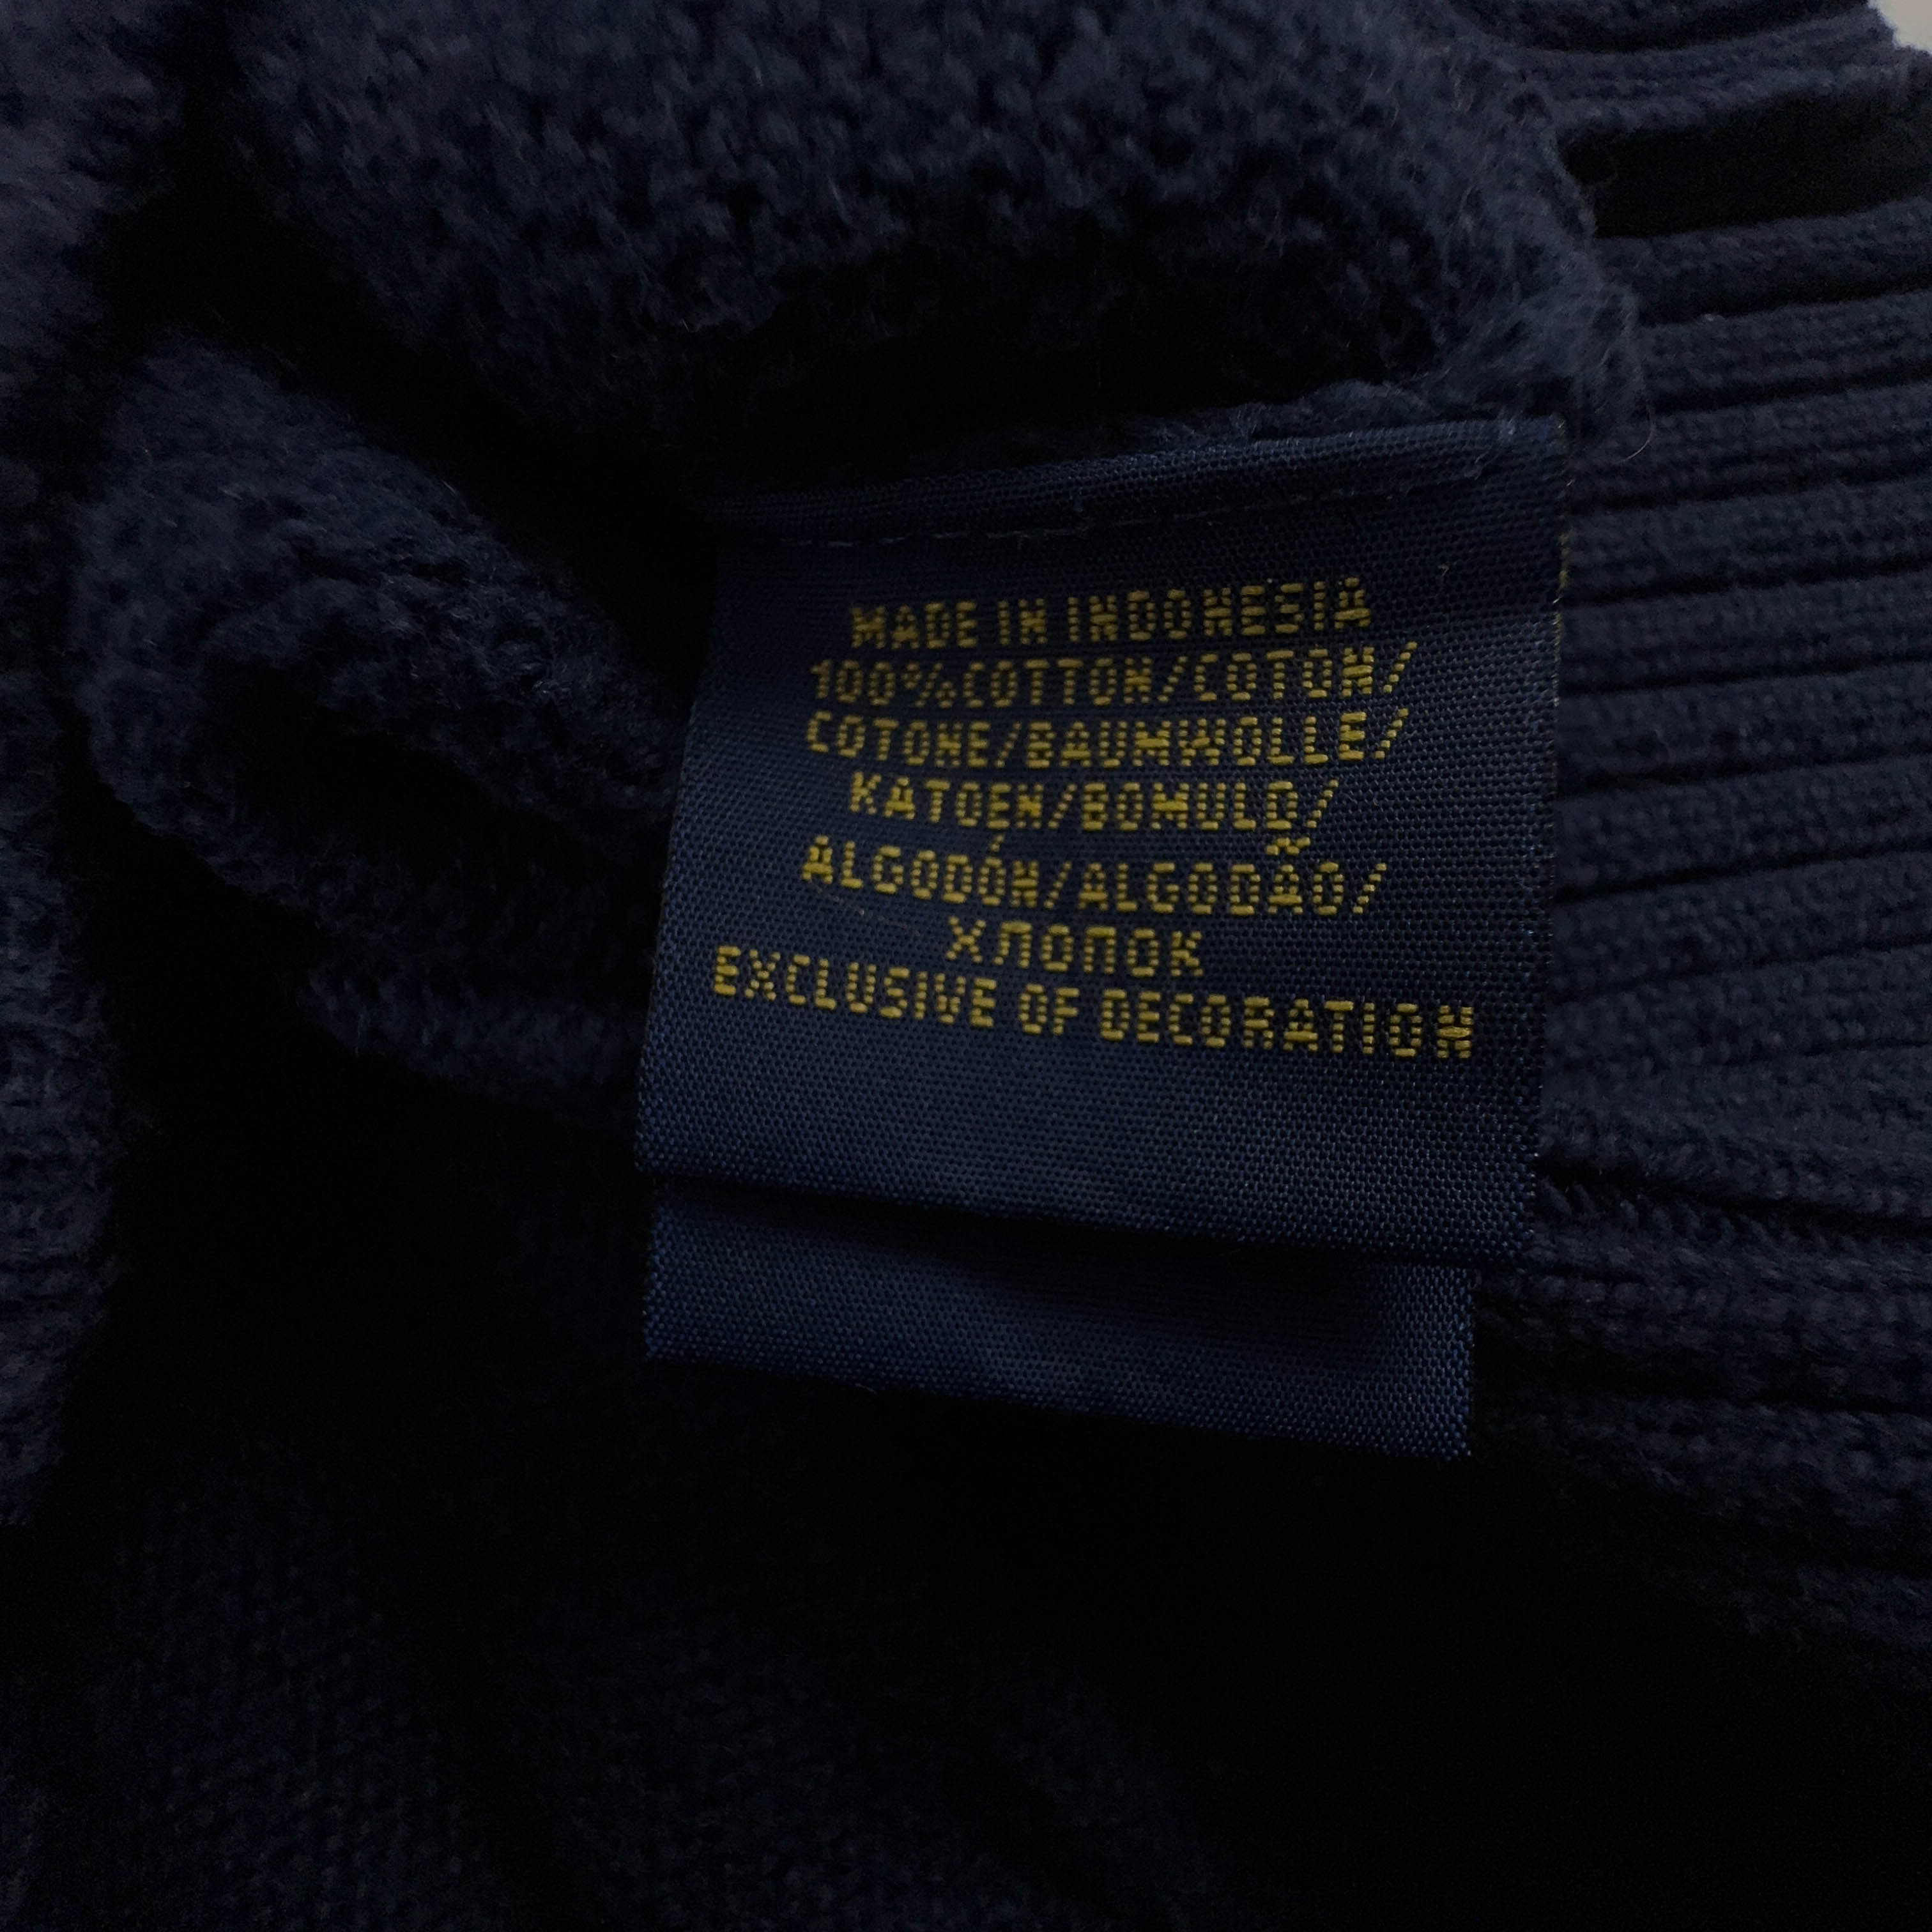 MADE IN INDONESIA
100%COTTON/COTON/
COTONE/BAUMWOLLE/
KATOEN/BOMULD/
ALGODÓN/ALGODÃO/
ХЛОПОК
EXCLUSIVE OF DECORATION